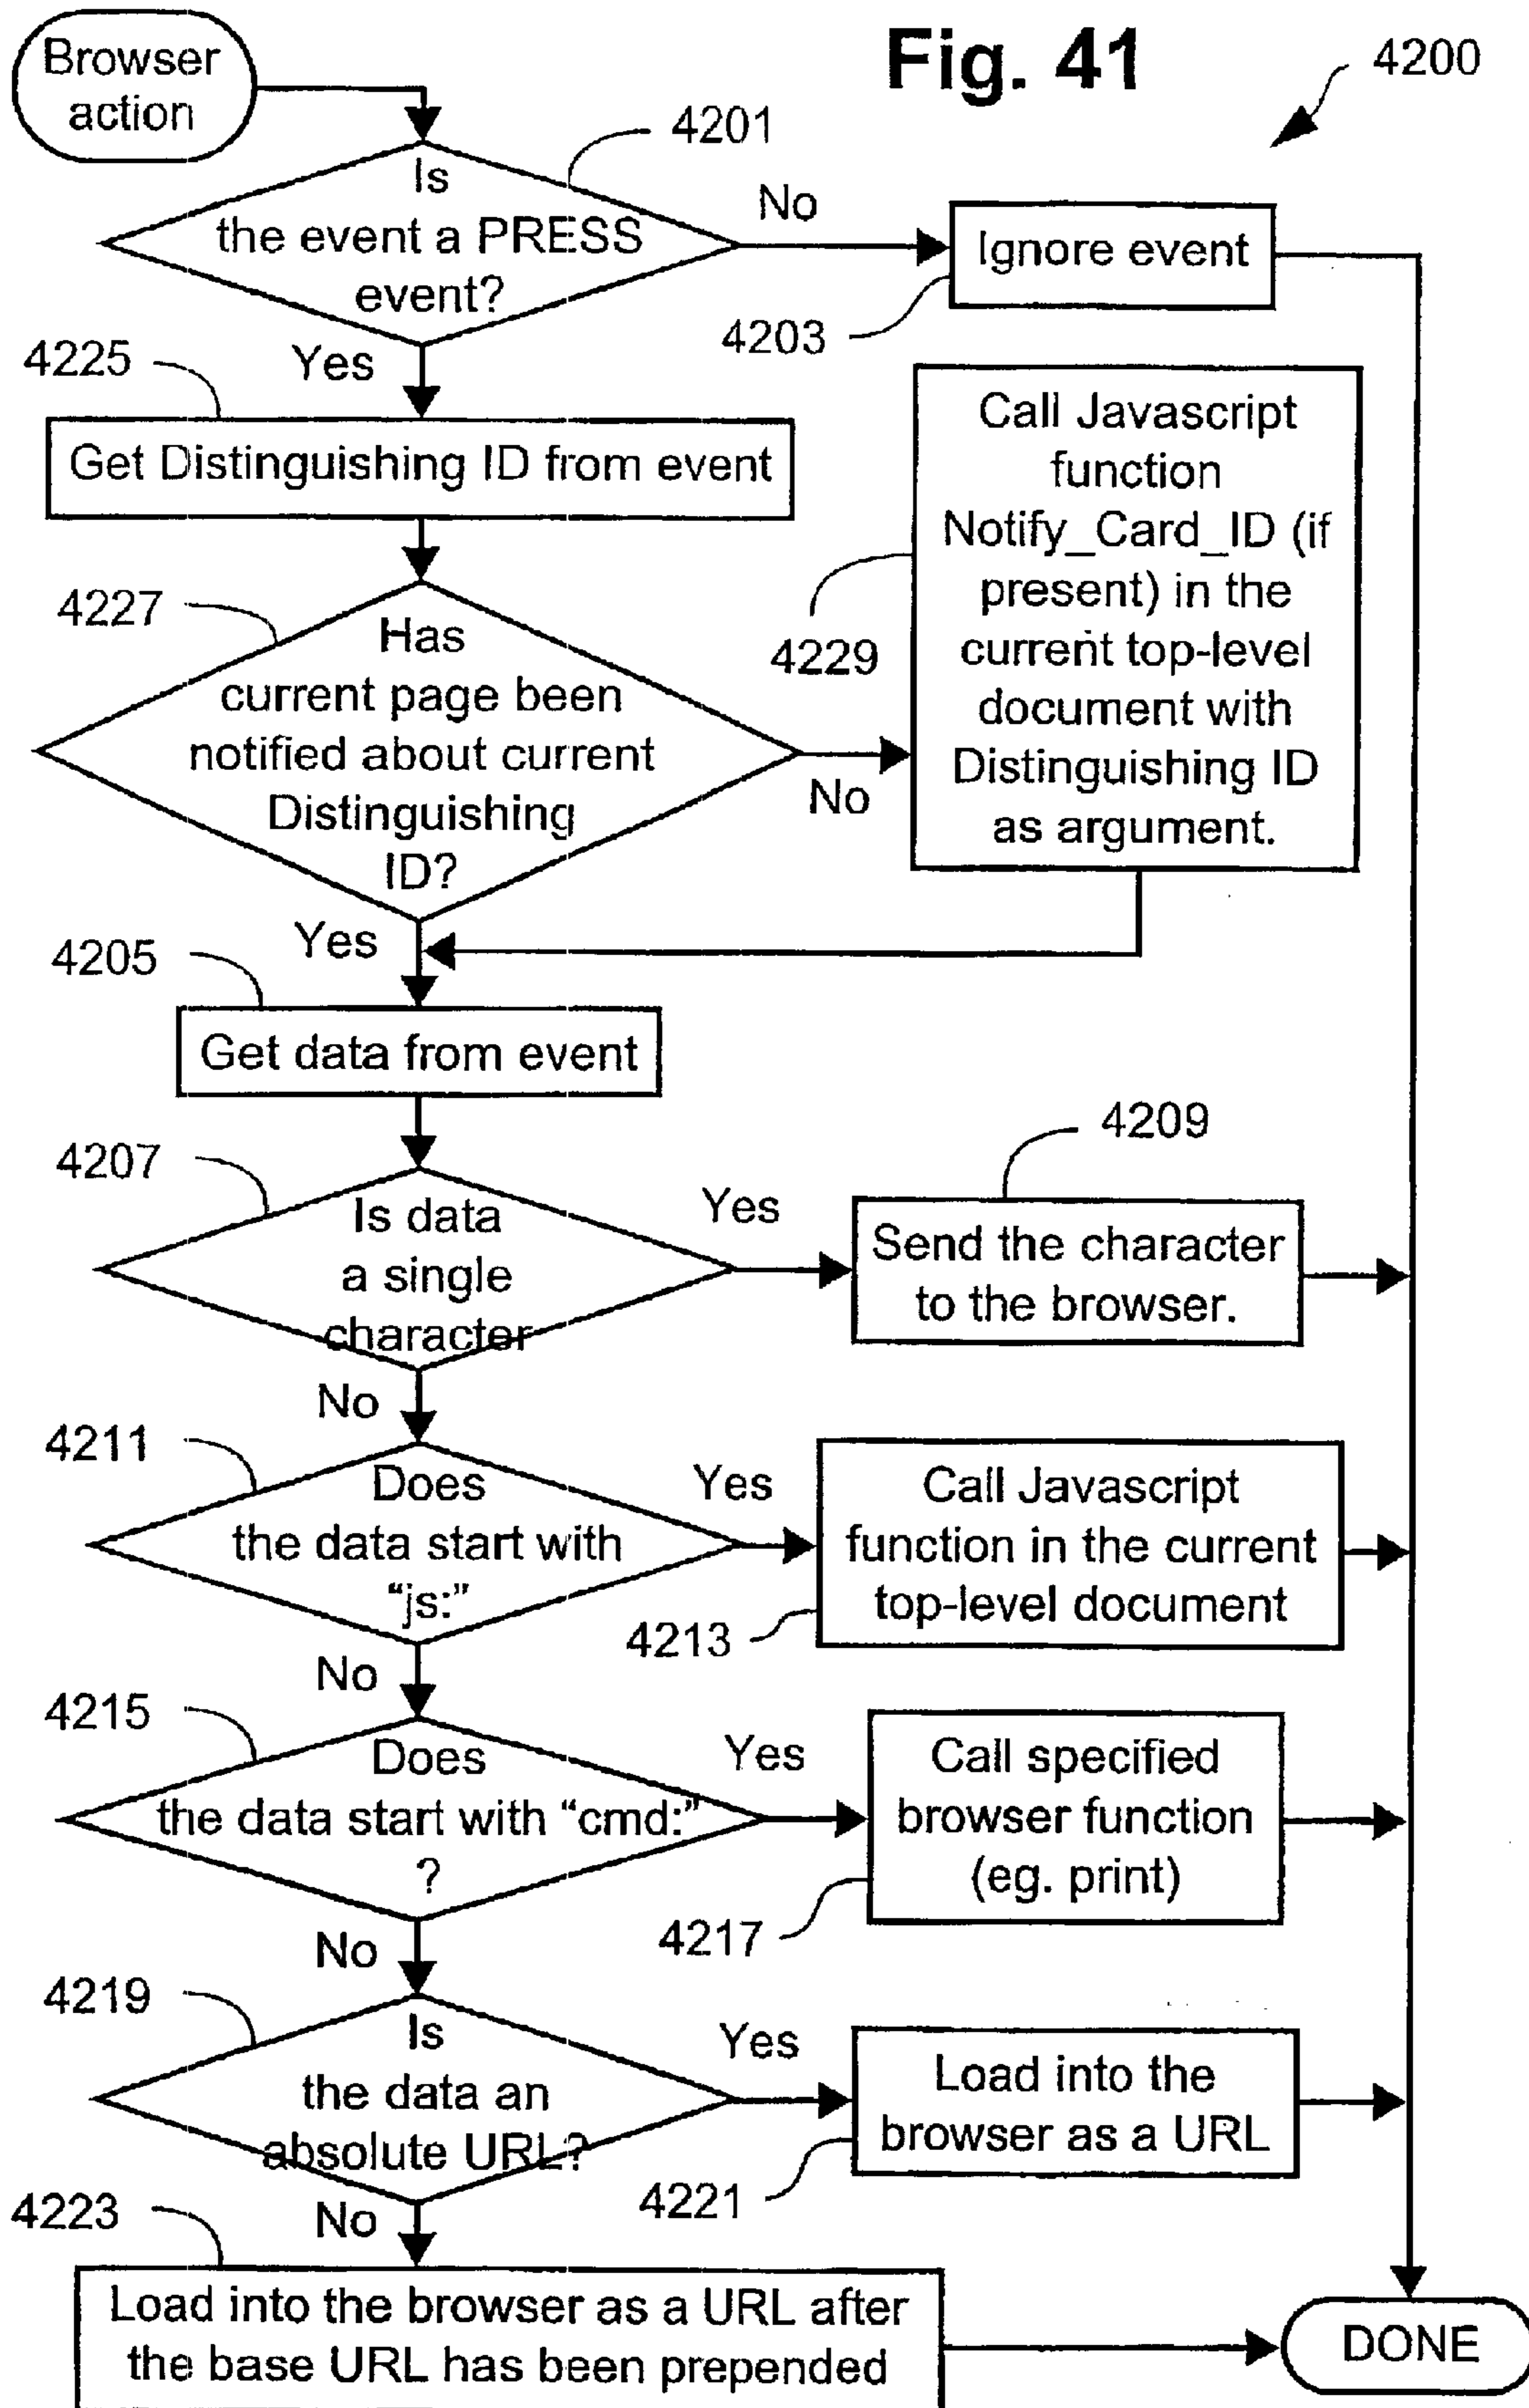 Browser
action
Fig. 41
4200
4201
Is
the event a PRESS
event?
No
Ignore event
4203
Yes
4225
Get Distinguishing ID from event
4227
Has
current page been
notified about current
Distinguishing
ID?
No
Call Javascript
function
Notify_Card_ID (if
present) in the
current top-level
document with
Distinguishing ID
as argument.
4229
Yes
4205
Get data from event
4207
Is data
a single
character
Yes
4209
Send the character
to the browser.
No
4211
Does
the data start with
“js:”
Yes
Call Javascript
function in the current
top-level document
4213
No
4215
Does
the data start with “cmd:”
?
Yes
Call specified
browser function
(eg. print)
4217
No
4219
Is
the data an
absolute URL?
Yes
Load into the
browser as a URL
4221
No
4223
Load into the browser as a URL after
the base URL has been prepended
DONE